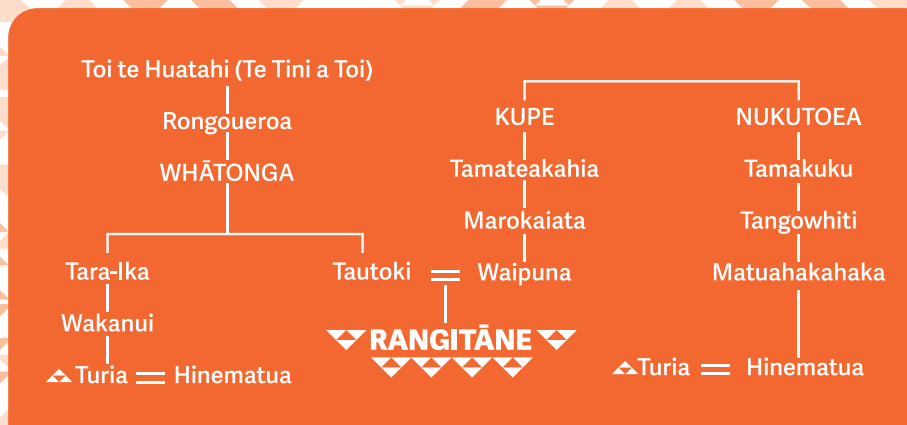 Toi te Huatahi (Te Tini a Toi)
Rongoueroa
WHĀTONGA
Tara-Ika
Tautoki
Wakanui
Turia = Hinematua
KUPE
Tamateakahia
Marokaiata
= Waipuna
RANGITĀNE
NUKUTOEA
Tamakuku
Tangowhiti
Matuahakahaka
Turia = Hinematua